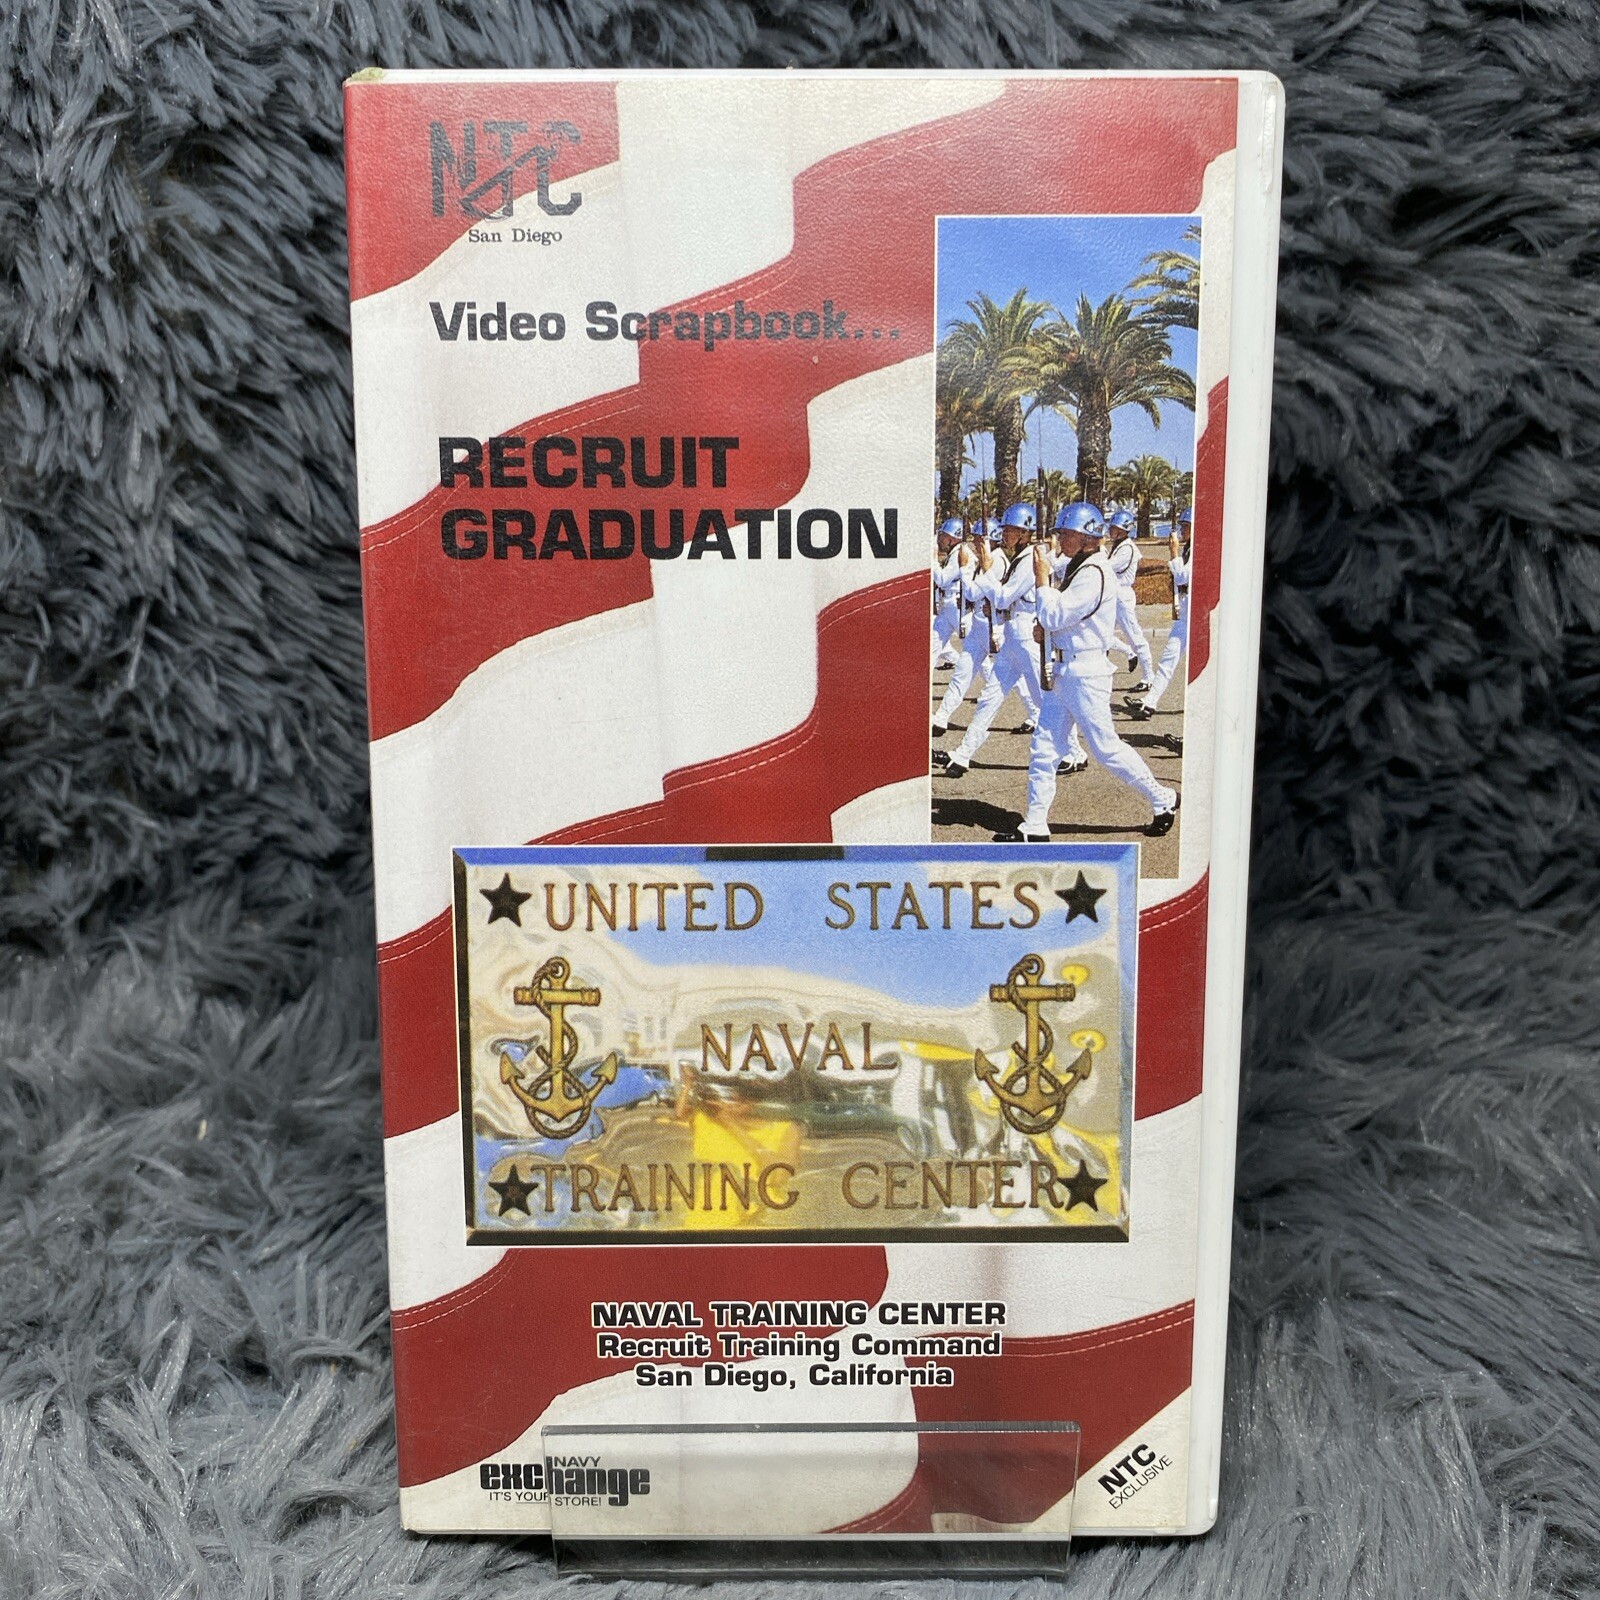 NTC
San Diego
Video Scrapbook...
RECRUIT
GRADUATION
UNITED STATES
NAVAL
TRAINING CENTER
NAVAL TRAINING CENTER
Recruit Training Command
San Diego, California
NAVY
exchange
IT'S YOUR STORE!
NTC
EXCLUSIVE